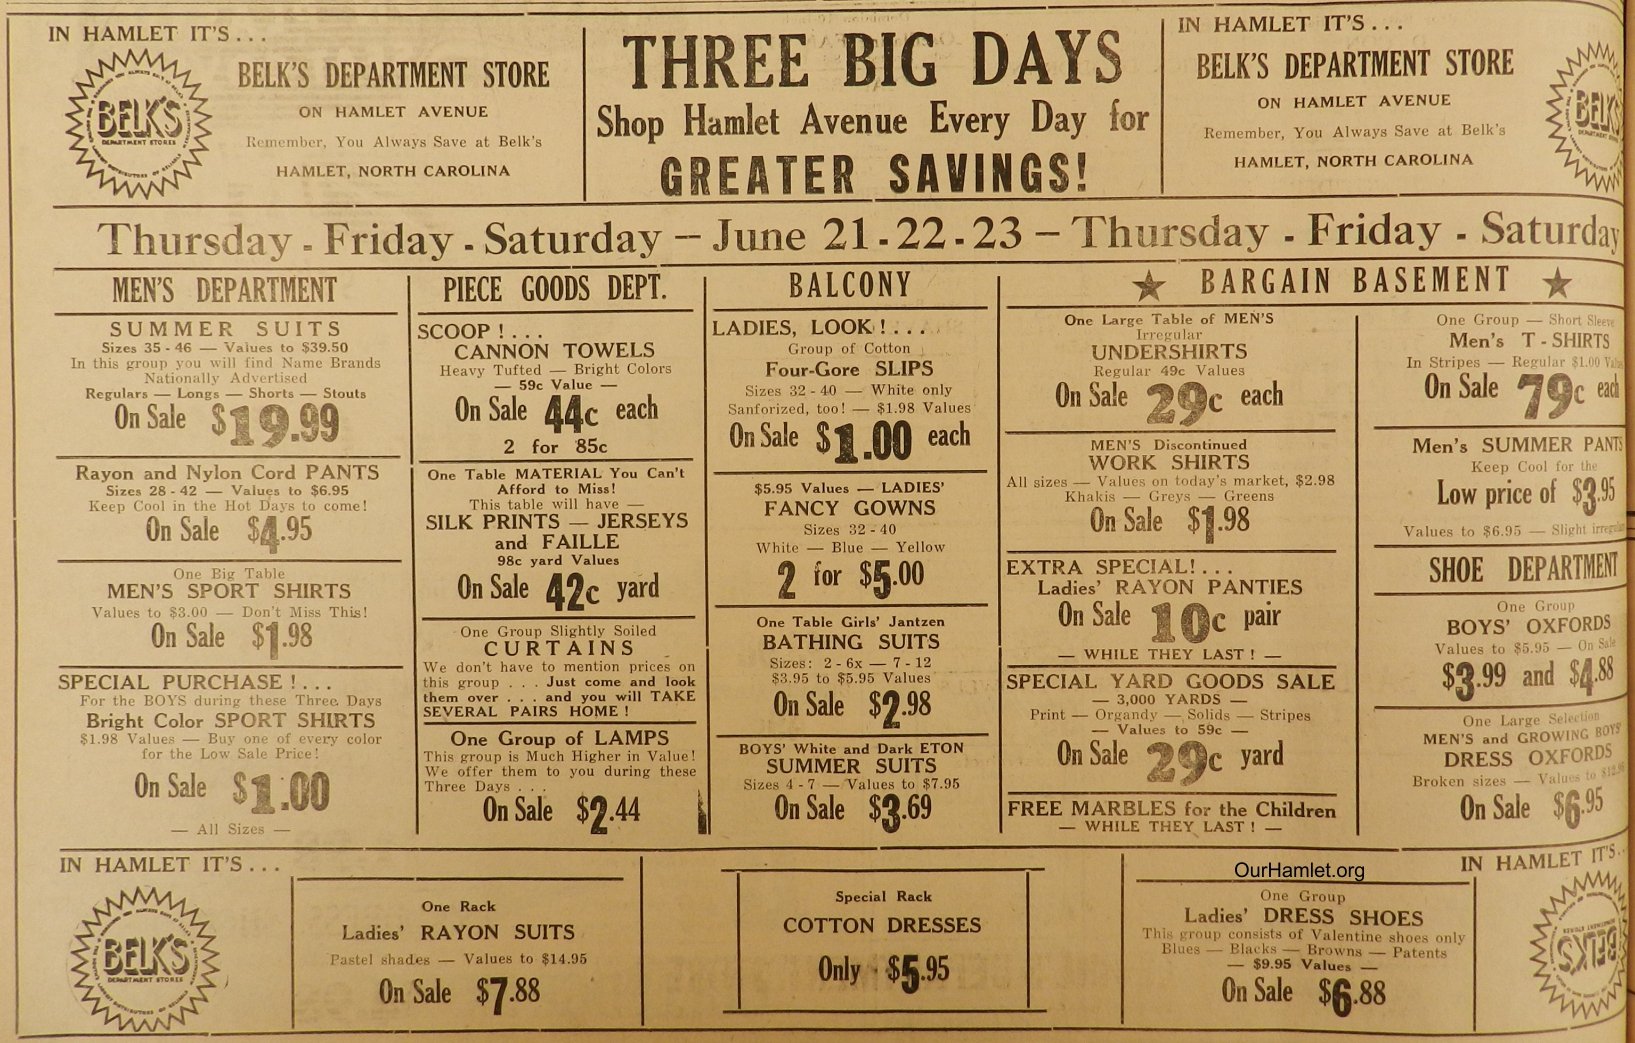 IN HAMLET IT'S...
BELK'S
DEPARTMENT STORES
BELK'S DEPARTMENT STORE
ON HAMLET AVENUE
Remember, You Always Save at Belk's
HAMLET, NORTH CAROLINA
THREE BIG DAYS
Shop Hamlet Avenue Every Day for
GREATER SAVINGS!
IN HAMLET IT'S...
BELK'S DEPARTMENT STORE
ON HAMLET AVENUE
Remember, You Always Save at Belk's
HAMLET, NORTH CAROLINA
Thursday - Friday - Saturday — June 21 - 22 - 23 — Thursday - Friday - Saturday
MEN'S DEPARTMENT
SUMMER SUITS
Sizes 35 - 46 — Values to $39.50
In this group you will find Name Brands
Nationally Advertised
Regulars — Longs — Shorts — Stouts
On Sale $19.99
Rayon and Nylon Cord PANTS
Sizes 28 - 42 — Values to $6.95
Keep Cool in the Hot Days to come!
On Sale $4.95
One Big Table
MEN'S SPORT SHIRTS
Values to $3.00 — Don't Miss This!
On Sale $1.98
SPECIAL PURCHASE!...
For the BOYS during these Three Days
Bright Color SPORT SHIRTS
$1.98 Values — Buy one of every color
for the Low Sale Price!
On Sale $1.00
— All Sizes —
PIECE GOODS DEPT.
SCOOP!...
CANNON TOWELS
Heavy Tufted — Bright Colors
— 59c Value —
On Sale 44c each
2 for 85c
One Table MATERIAL You Can't
Afford to Miss!
This table will have —
SILK PRINTS — JERSEYS
and FAILLE
98c yard Values
On Sale 42c yard
One Group Slightly Soiled
CURTAINS
We don't have to mention prices on
this group . . . Just come and look
them over . . . and you will TAKE
SEVERAL PAIRS HOME!
One Group of LAMPS
This group is Much Higher in Value!
We offer them to you during these
Three Days . . .
On Sale $2.44
BALCONY
LADIES, LOOK!...
Group of Cotton
Four-Gore SLIPS
Sizes 32 - 40 — White only
Sanforized, too! — $1.98 Values
On Sale $1.00 each
$5.95 Values — LADIES'
FANCY GOWNS
Sizes 32 - 40
White — Blue — Yellow
2 for $5.00
One Table Girls' Jantzen
BATHING SUITS
Sizes: 2 - 6x — 7 - 12
$3.95 to $5.95 Values
On Sale $2.98
BOYS' White and Dark ETON
SUMMER SUITS
Sizes 4 - 7 — Values to $7.95
On Sale $3.69
★ BARGAIN BASEMENT ★
One Large Table of MEN'S
Irregular
UNDERSHIRTS
Regular 49c Values
On Sale 29c each
MEN'S Discontinued
WORK SHIRTS
All sizes — Values on today's market, $2.98
Khakis — Greys — Greens
On Sale $1.98
EXTRA SPECIAL!...
Ladies' RAYON PANTIES
On Sale 10c pair
— WHILE THEY LAST! —
SPECIAL YARD GOODS SALE
— 3,000 YARDS —
Print — Organdy — Solids — Stripes
— Values to 59c —
On Sale 29c yard
FREE MARBLES for the Children
— WHILE THEY LAST! —
One Group — Short Sleeve
Men's T - SHIRTS
In Stripes — Regular $1.00
On Sale 79c each
Men's SUMMER PANTS
Keep Cool for the
Low price of $3.95
Values to $6.95 — Slight
SHOE DEPARTMENT
One Group
BOYS' OXFORDS
Values to $5.95 — On Sale
$3.99 and $4.88
One Large Selection
MEN'S and GROWING BOYS'
DRESS OXFORDS
Broken sizes — Values to
On Sale $6.95
IN HAMLET IT'S...
BELK'S
DEPARTMENT STORES
One Rack
Ladies' RAYON SUITS
Pastel shades — Values to $14.95
On Sale $7.88
Special Rack
COTTON DRESSES
Only $5.95
OurHamlet.org
One Group
Ladies' DRESS SHOES
This group consists of Valentine shoes only
Blues — Blacks — Browns — Patents
— $9.95 Values —
On Sale $6.88
IN HAMLET IT'S...
BELK'S